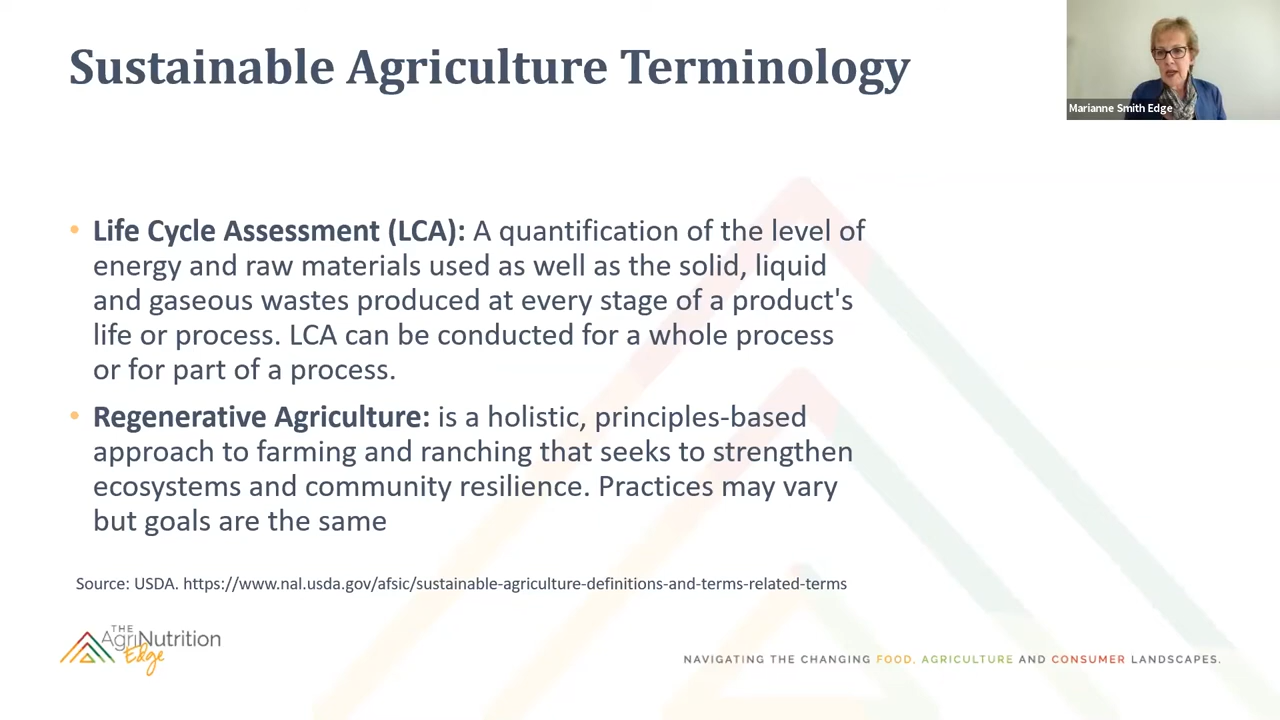 Sustainable Agriculture Terminology
Marianne Smith Edge
• Life Cycle Assessment (LCA): A quantification of the level of
energy and raw materials used as well as the solid, liquid
and gaseous wastes produced at every stage of a product's
life or process. LCA can be conducted for a whole process
or for part of a process.
• Regenerative Agriculture: is a holistic, principles-based
approach to farming and ranching that seeks to strengthen
ecosystems and community resilience. Practices may vary
but goals are the same
Source: USDA. https://www.nal.usda.gov/afsic/sustainable-agriculture-definitions-and-terms-related-terms
THE
AgriNutrition
Edge
NAVIGATING THE CHANGING FOOD, AGRICULTURE AND CONSUMER LANDSCAPES.